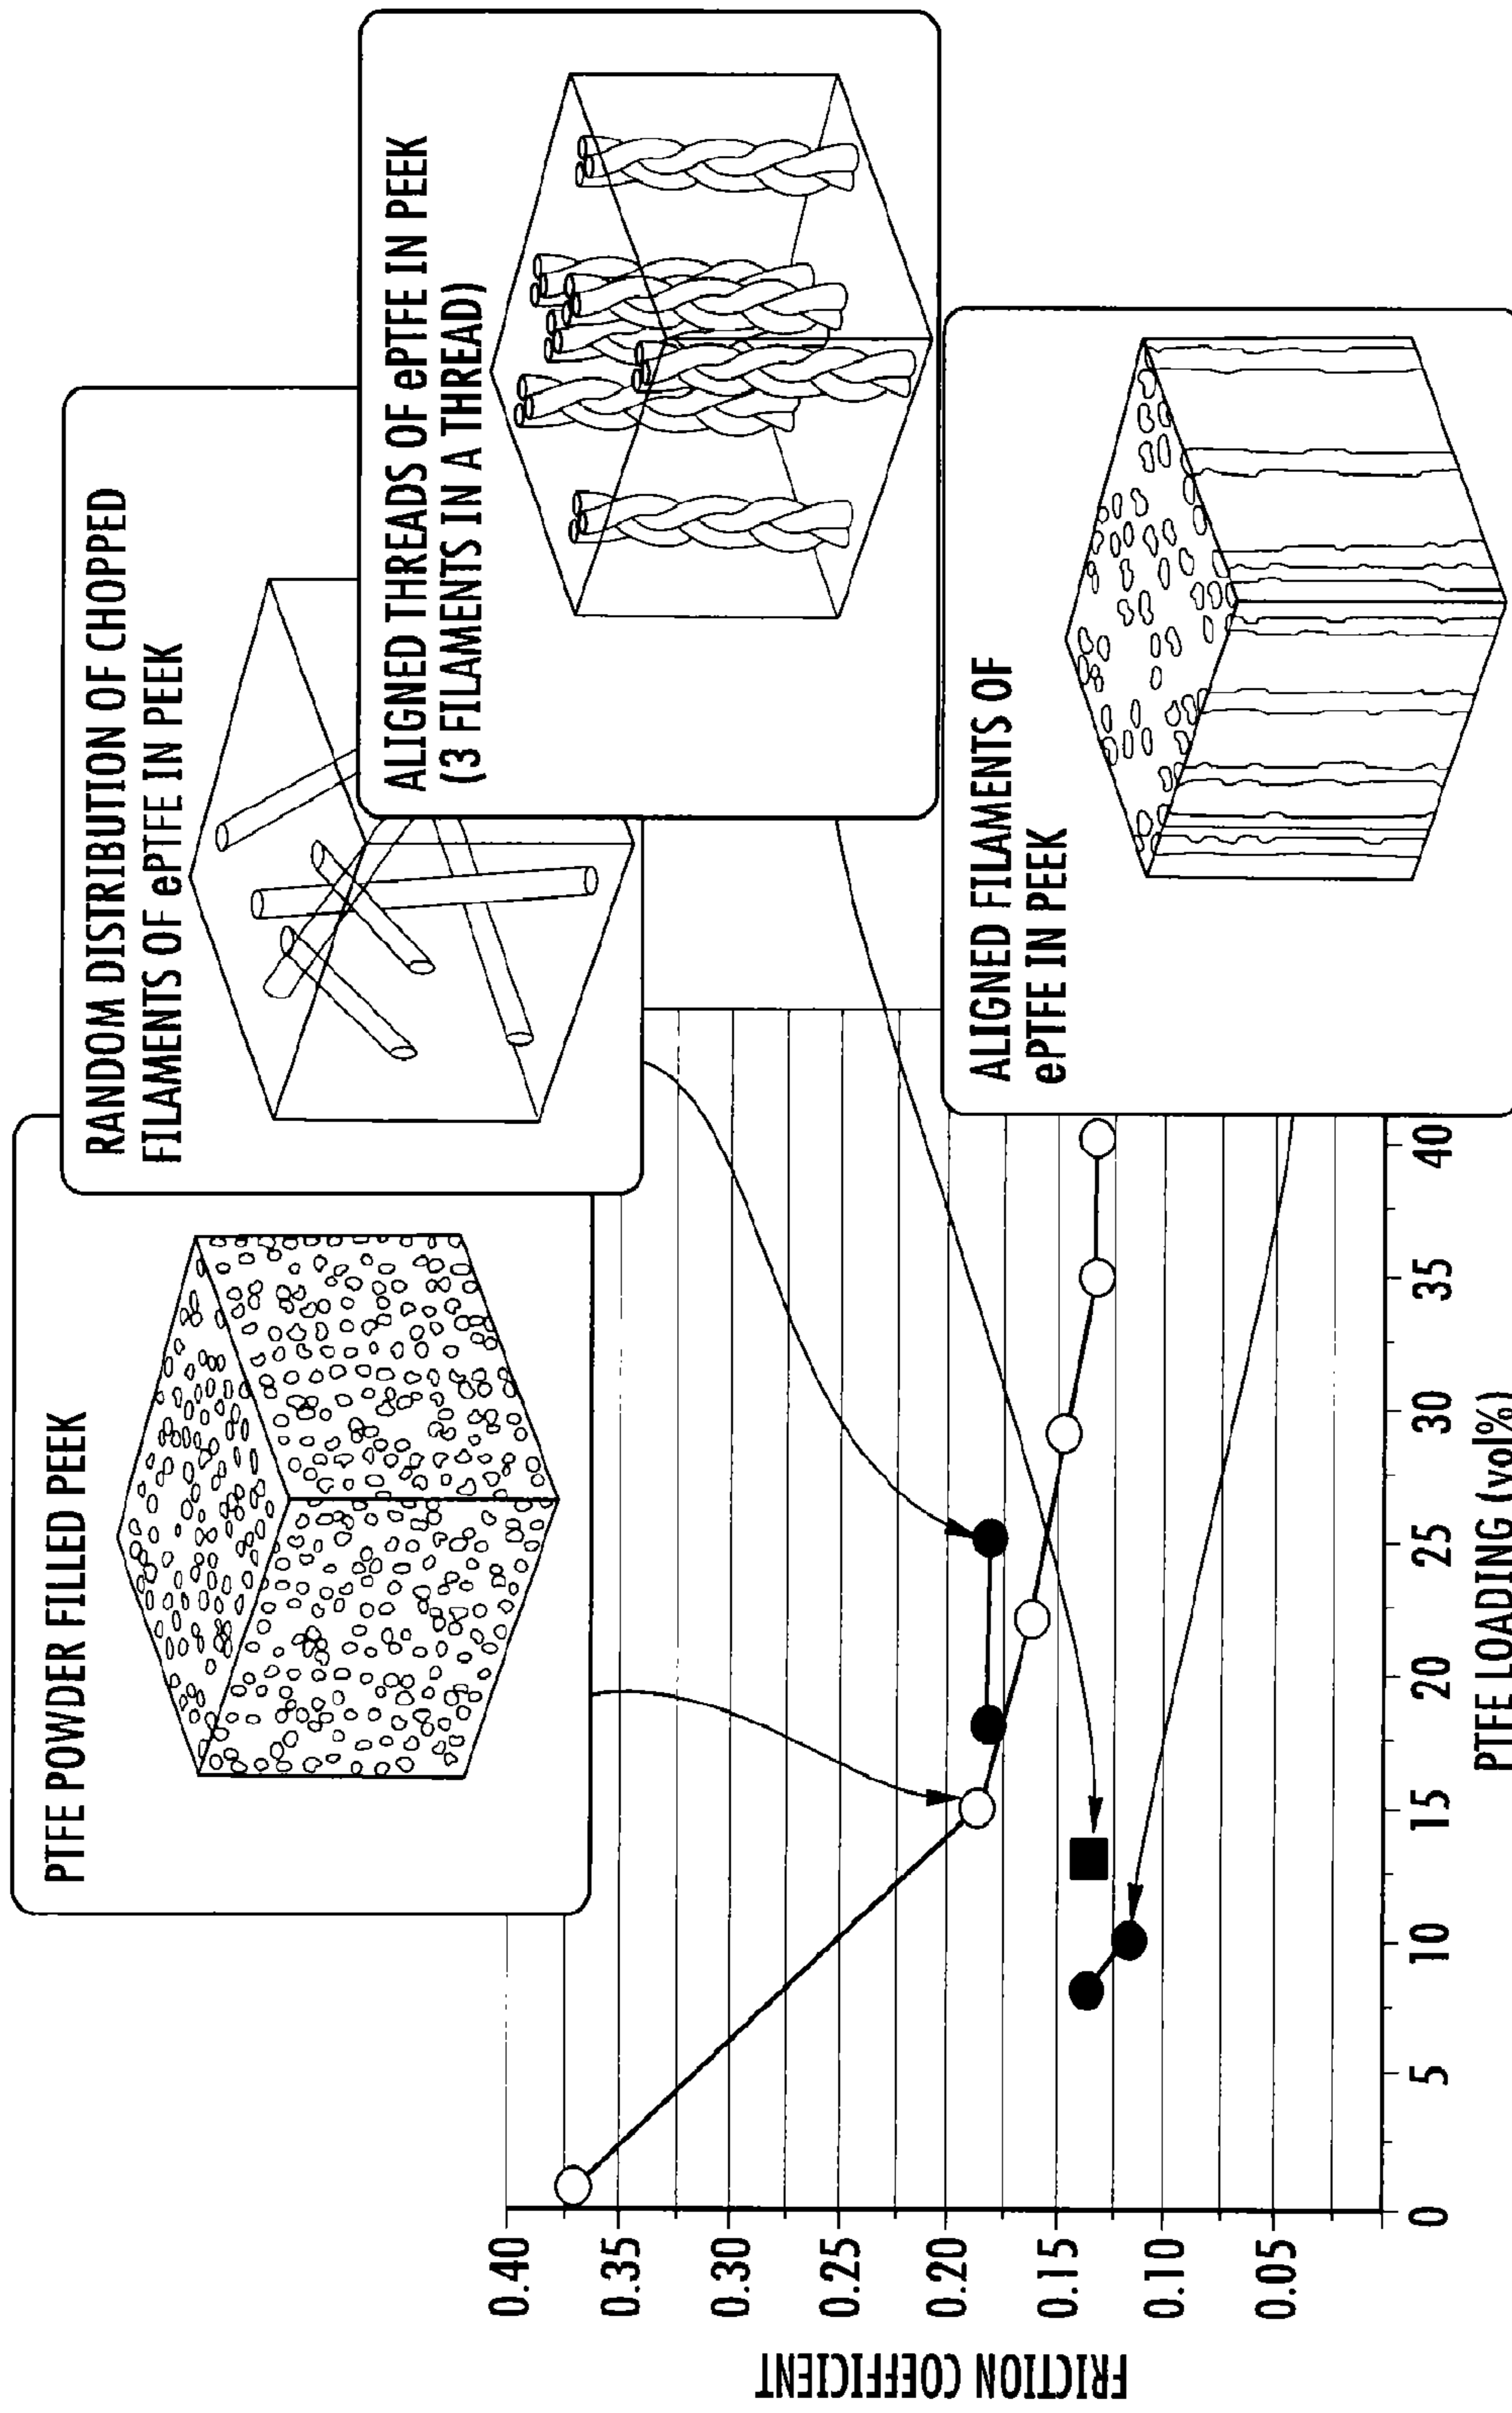 PTFE POWDER FILLED PEEK
RANDOM DISTRIBUTION OF CHOPPED
FILAMENTS OF ePTFE IN PEEK
ALIGNED THREADS OF ePTFE IN PEEK
(3 FILAMENTS IN A THREAD)
ALIGNED FILAMENTS OF
ePTFE IN PEEK
FRICTION COEFFICIENT
0.40
0.35
0.30
0.25
0.20
0.15
0.10
0.05
0 5 10 15 20 25 30 35 40
PTFE LOADING (vol%)